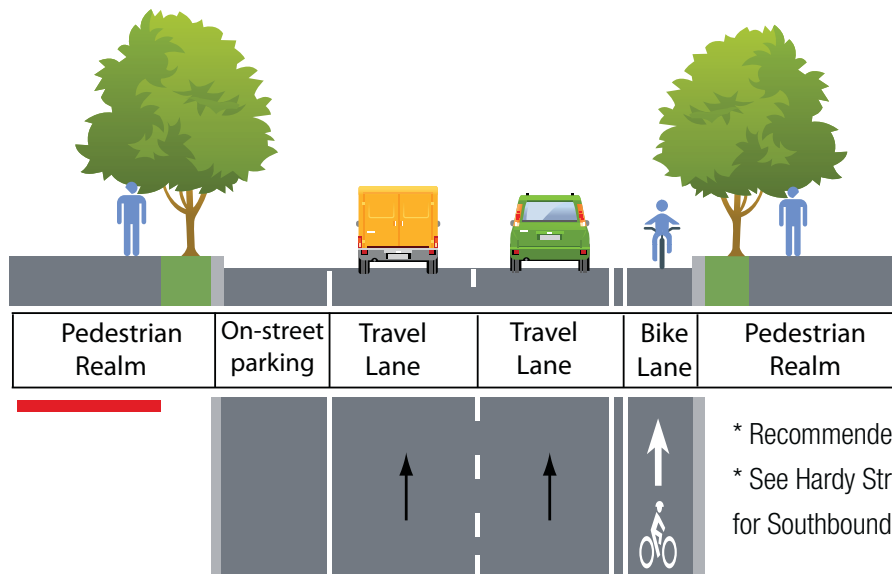 Pedestrian Realm
On-street parking
Travel Lane
Travel Lane
Bike Lane
Pedestrian Realm
* Recommende
* See Hardy Str
for Southbound